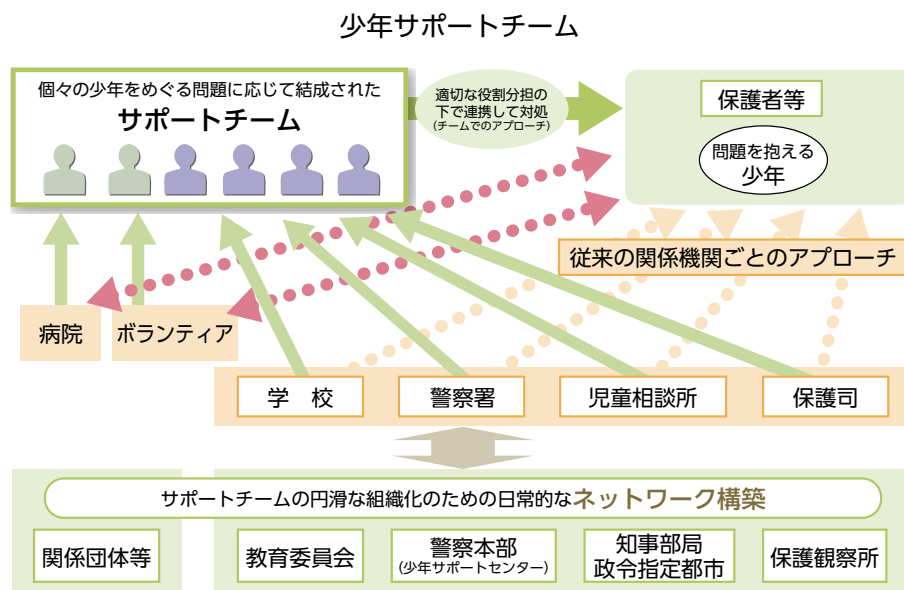 少年サポートチーム
個々の少年をめぐる問題に応じて結成された
サポートチーム
適切な役割分担の
下で連携して対処
(チームでのアプローチ)
保護者等
問題を抱える
少年
従来の関係機関ごとのアプローチ
病院
ボランティア
学 校
警察署
児童相談所
保護司
サポートチームの円滑な組織化のための日常的なネットワーク構築
関係団体等
教育委員会
警察本部
(少年サポートセンター)
知事部局
政令指定都市
保護観察所